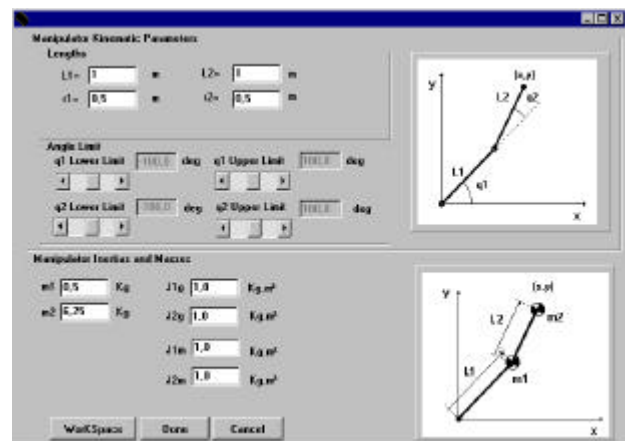 Manipulator Kinematic Parameters
Lengths
L1= 1 m L2= 1 m
r1= 0,5 m r2= 0,5 m
Angle Limit
q1 Lower Limit deg q1 Upper Limit deg
q2 Lower Limit deg q2 Upper Limit deg
y
(x,y)
L2
q2
L1
q1
x
Manipulator Inertias and Masses
m1 0,5 Kg J1g 1,0 Kg.m²
m2 6,25 Kg J2g 1,0 Kg.m²
J1m 1,0 Kg.m²
J2m 1,0 Kg.m²
y
(x,y)
L2
m2
L1
m1
x
WorKSpace Done Cancel